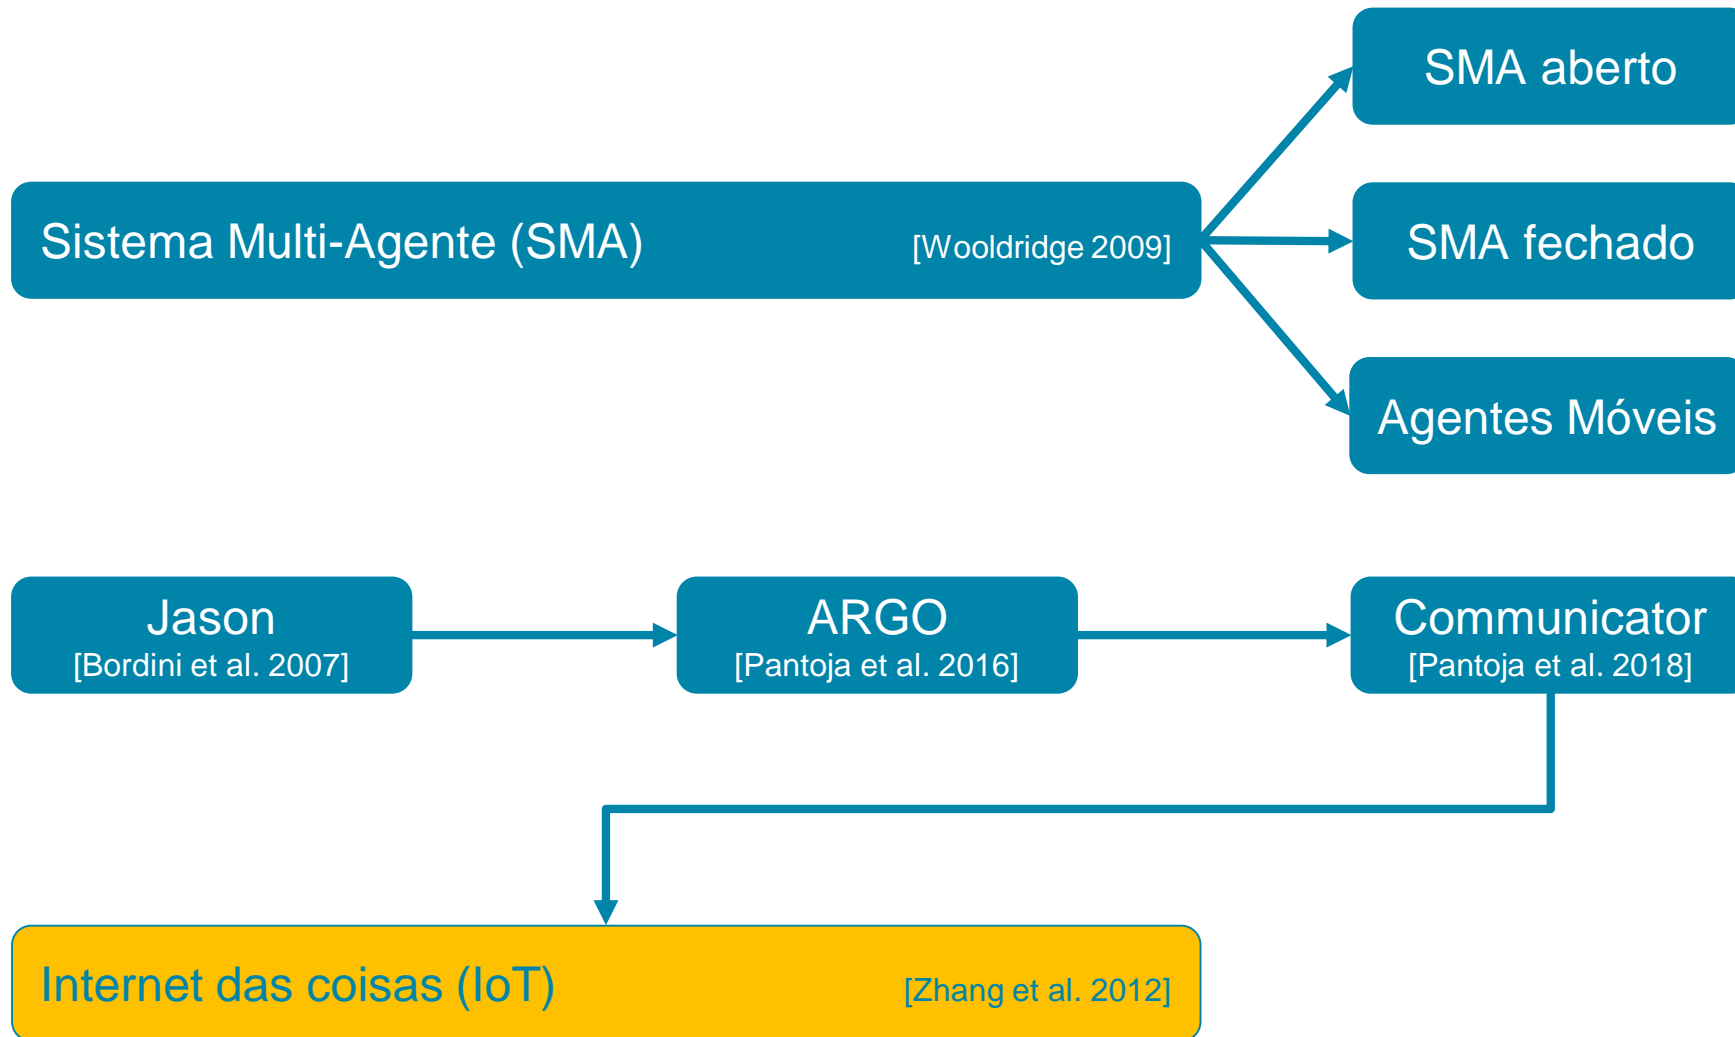 SMA aberto
Sistema Multi-Agente (SMA) [Wooldridge 2009]
SMA fechado
Agentes Móveis
Jason
[Bordini et al. 2007]
ARGO
[Pantoja et al. 2016]
Communicator
[Pantoja et al. 2018]
Internet das coisas (IoT) [Zhang et al. 2012]